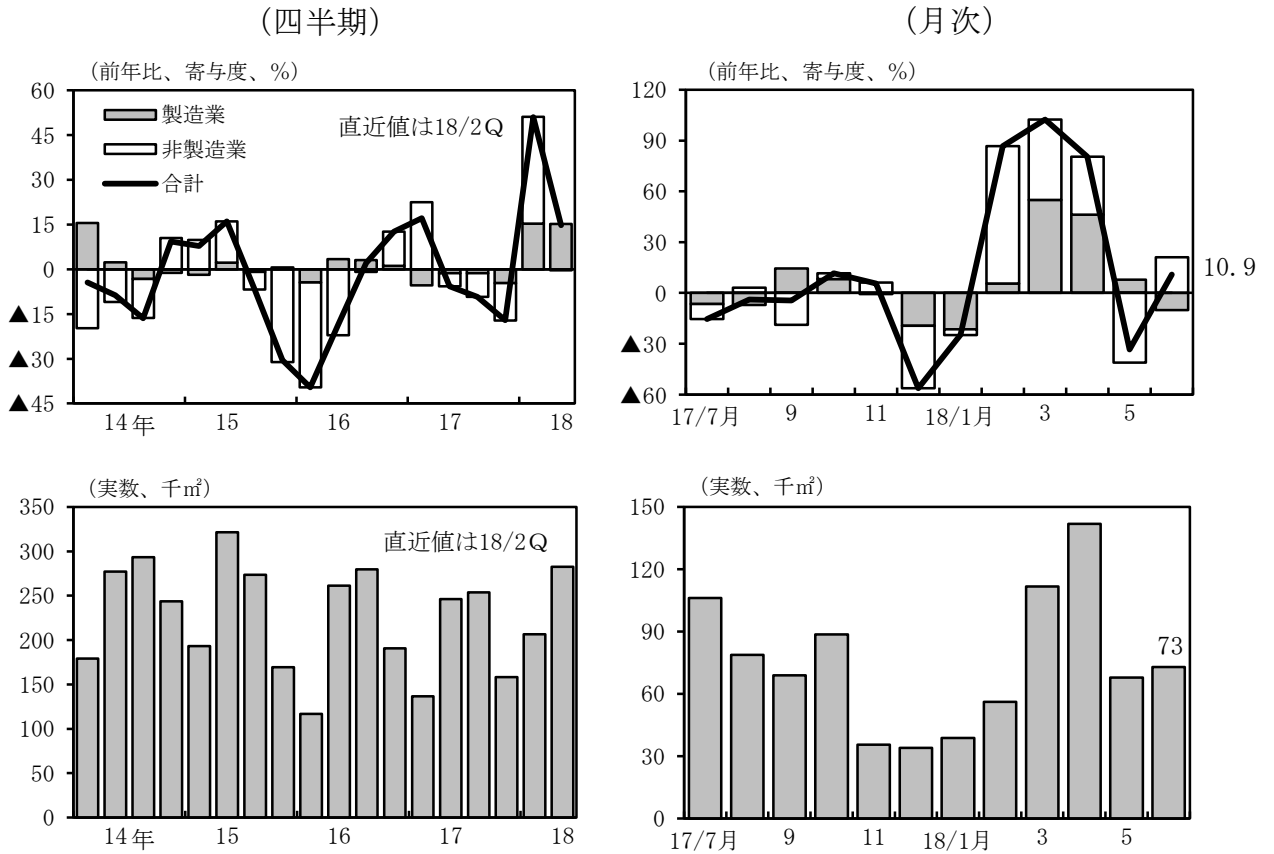 (四半期)
(前年比、寄与度、%)
60
45
30
15
0
▲15
▲30
▲45
製造業
非製造業
合計
直近値は18/2Q
14年 15 16 17 18
(月次)
(前年比、寄与度、%)
120
90
60
30
0
▲30
▲60
10.9
17/7月 9 11 18/1月 3 5
(実数、千㎡)
350
300
250
200
150
100
50
0
直近値は18/2Q
14年 15 16 17 18
(実数、千㎡)
150
120
90
60
30
0
73
17/7月 9 11 18/1月 3 5